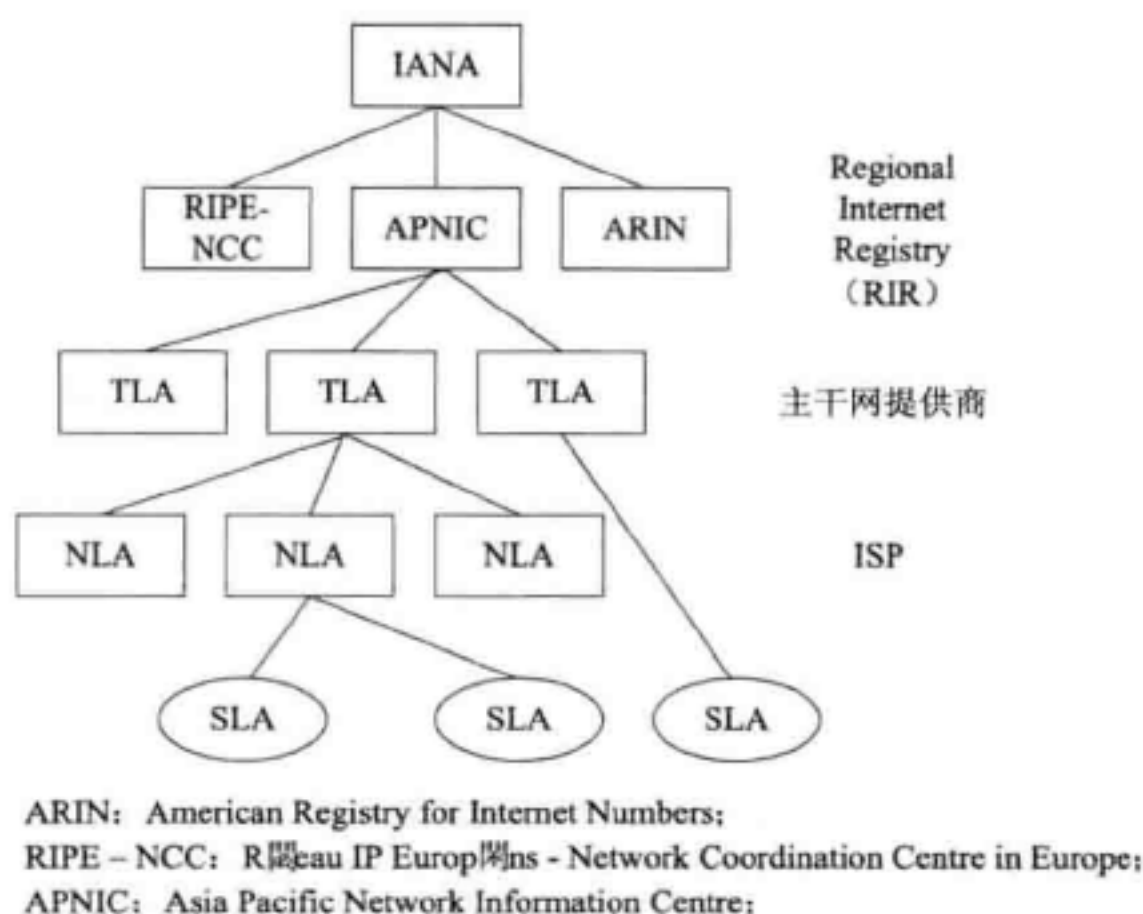 IANA
RIPE-
NCC
APNIC
ARIN
Regional
Internet
Registry
（RIR）
TLA
TLA
TLA
主干网提供商
NLA
NLA
NLA
ISP
SLA
SLA
SLA
ARIN：American Registry for Internet Numbers；
RIPE – NCC：IP - Network Coordination Centre in Europe；
APNIC：Asia Pacific Network Information Centre；